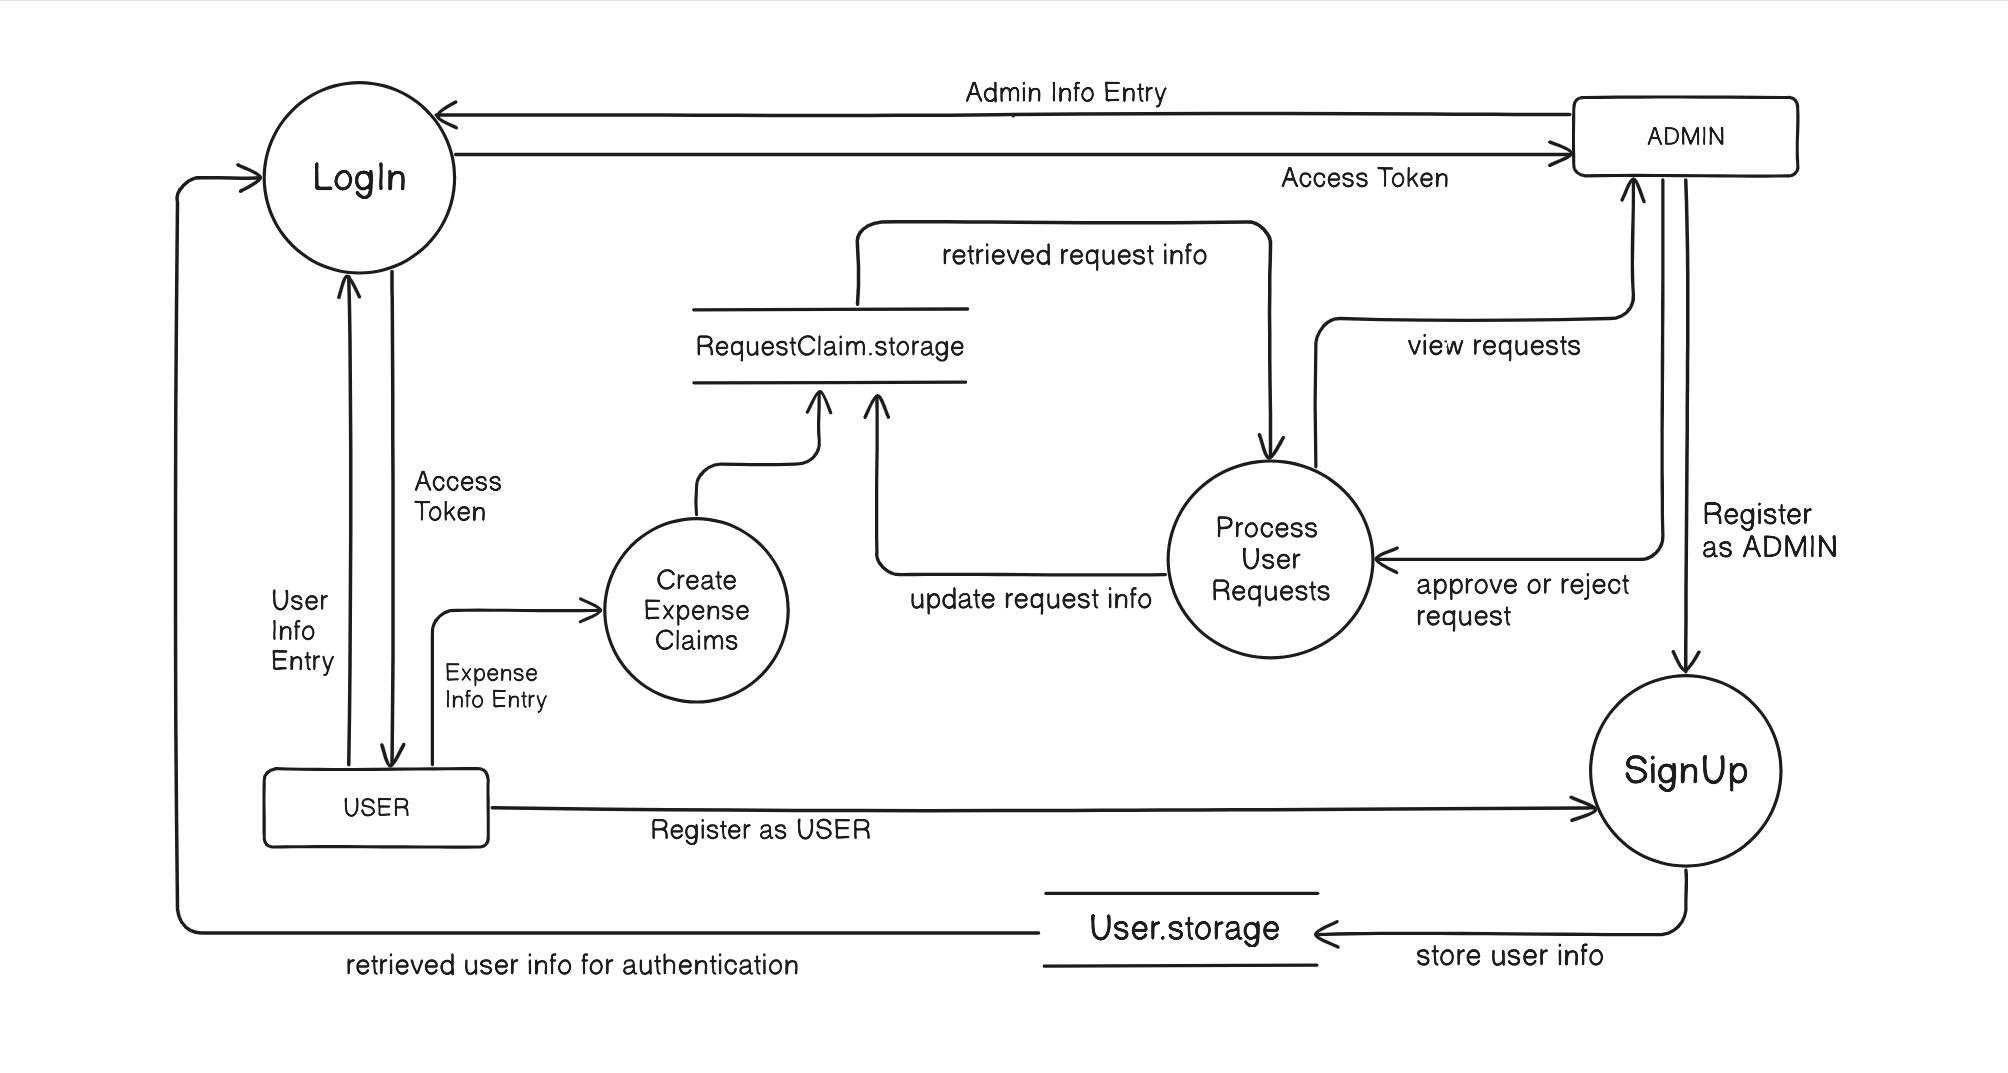 Admin Info Entry
ADMIN
LogIn
Access Token
retrieved request info
RequestClaim.storage
view requests
Access
Token
Register
as ADMIN
Process
User
Requests
Create
Expense
Claims
update request info
approve or reject
request
User
Info
Entry
Expense
Info Entry
SignUp
USER
Register as USER
User.storage
store user info
retrieved user info for authentication